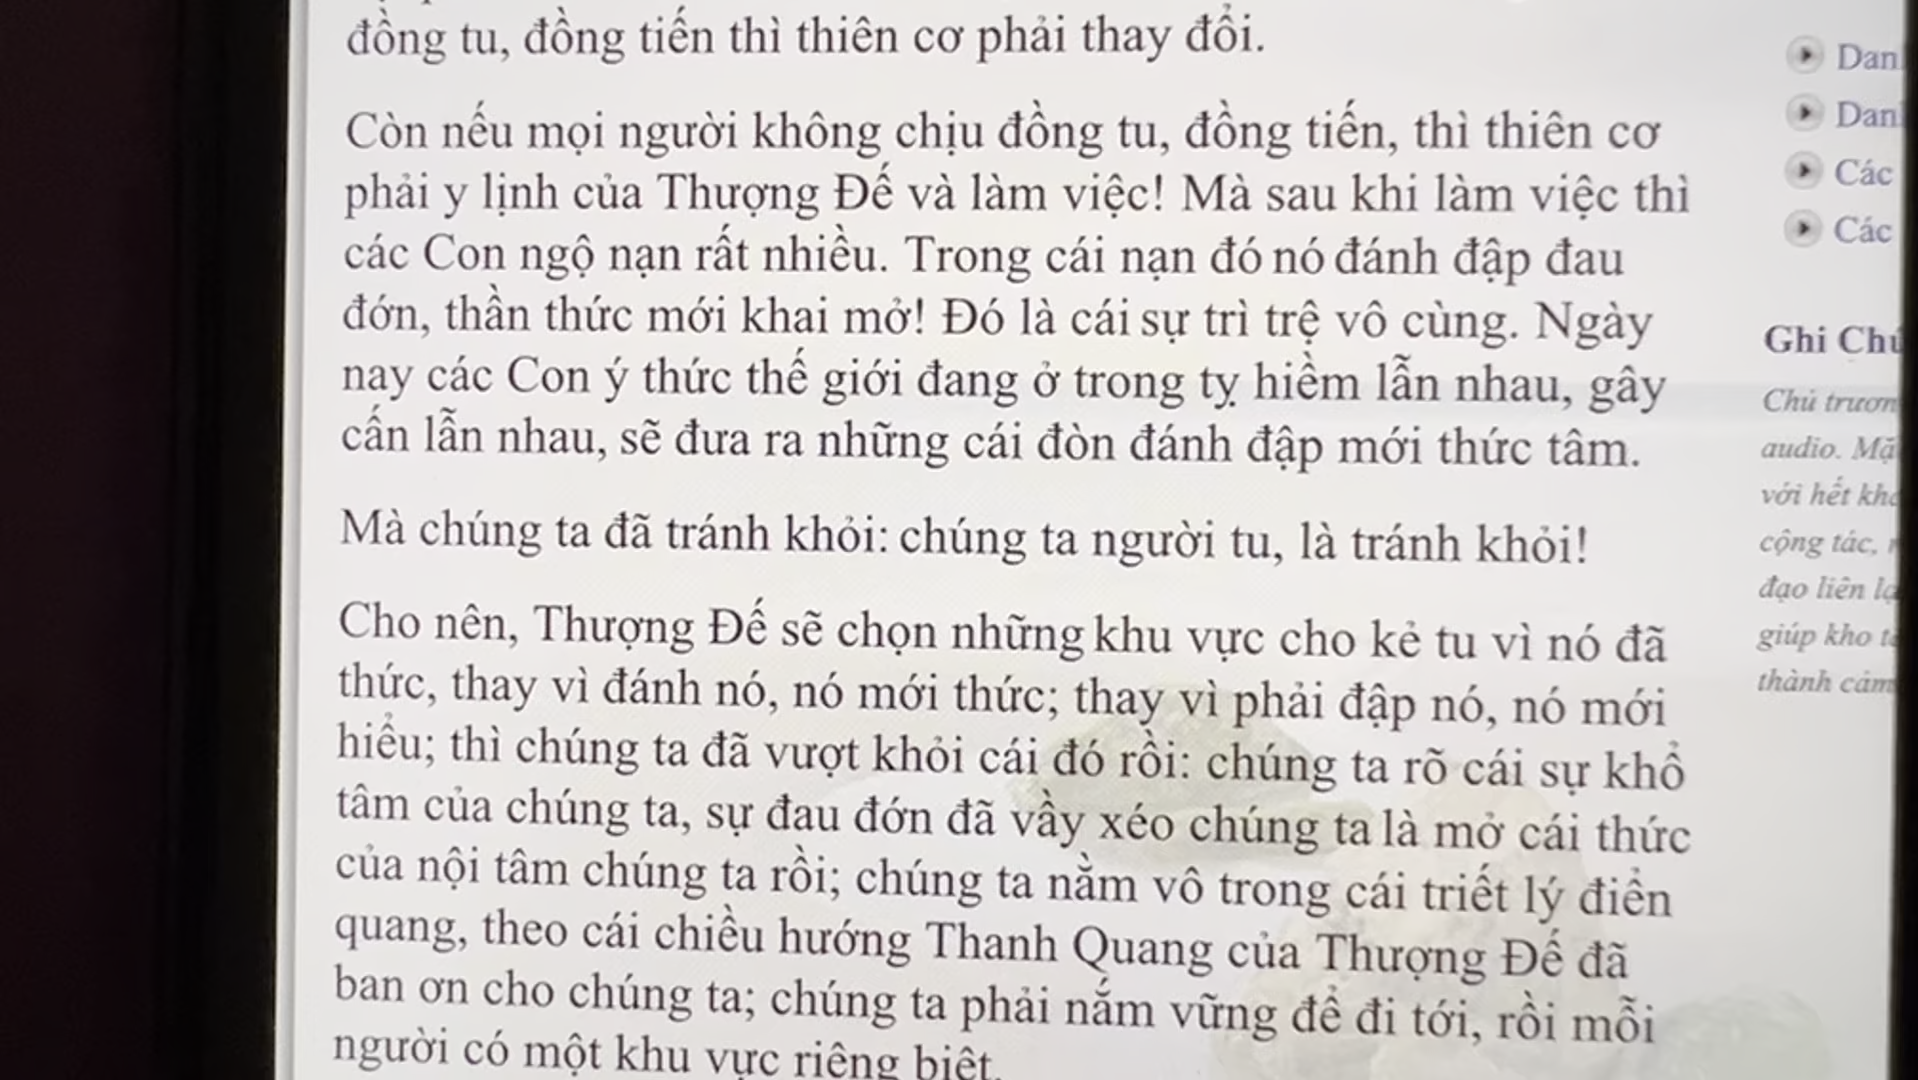 đồng tu, đồng tiến thì thiên cơ phải thay đổi.
Còn nếu mọi người không chịu đồng tu, đồng tiến, thì thiên cơ
phải y lịnh của Thượng Đế và làm việc! Mà sau khi làm việc thì
các Con ngộ nạn rất nhiều. Trong cái nạn đó nó đánh đập đau
đớn, thần thức mới khai mở! Đó là cái sự trì trệ vô cùng. Ngày
nay các Con ý thức thế giới đang ở trong tỵ hiềm lẫn nhau, gây
cấn lẫn nhau, sẽ đưa ra những cái đòn đánh đập mới thức tâm.
Mà chúng ta đã tránh khỏi: chúng ta người tu, là tránh khỏi!
Cho nên, Thượng Đế sẽ chọn những khu vực cho kẻ tu vì nó đã
thức, thay vì đánh nó, nó mới thức; thay vì phải đập nó, nó mới
hiểu; thì chúng ta đã vượt khỏi cái đó rồi: chúng ta rõ cái sự khổ
tâm của chúng ta, sự đau đớn đã vầy xéo chúng ta là mở cái thức
của nội tâm chúng ta rồi; chúng ta nằm vô trong cái triết lý điển
quang, theo cái chiều hướng Thanh Quang của Thượng Đế đã
ban ơn cho chúng ta; chúng ta phải nắm vững để đi tới, rồi mỗi
người có một khu vực riêng biệt.
Các
Các
Ghi Chú
Chủ trươn
audio. Mặ
với hết kh
cộng tác,
đạo liên lạ
giúp kho
thành cảm